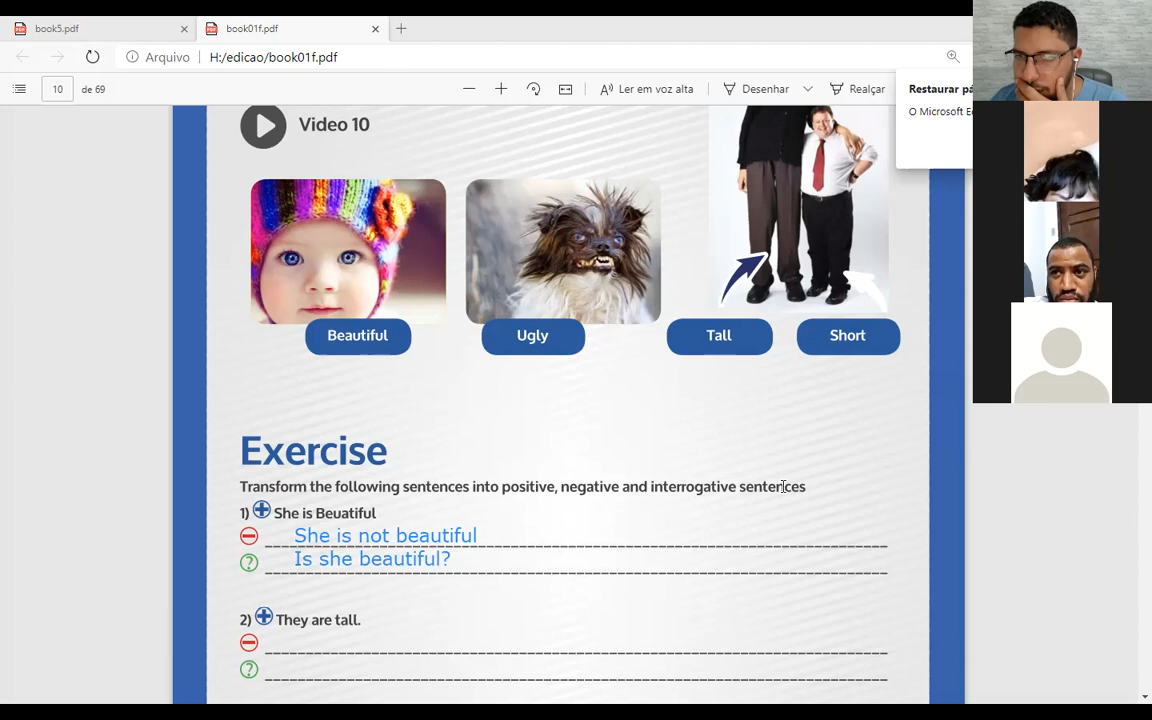 book5.pdf
book01f.pdf
Arquivo
H:/edicao/book01f.pdf
10
de 69
Ler em voz alta
Desenhar
Realçar
Restaurar pá
O Microsoft E
Video 10
Beautiful
Ugly
Tall
Short
Exercise
Transform the following sentences into positive, negative and interrogative sentences
1) She is Beuatiful
She is not beautiful
Is she beautiful?
2) They are tall.